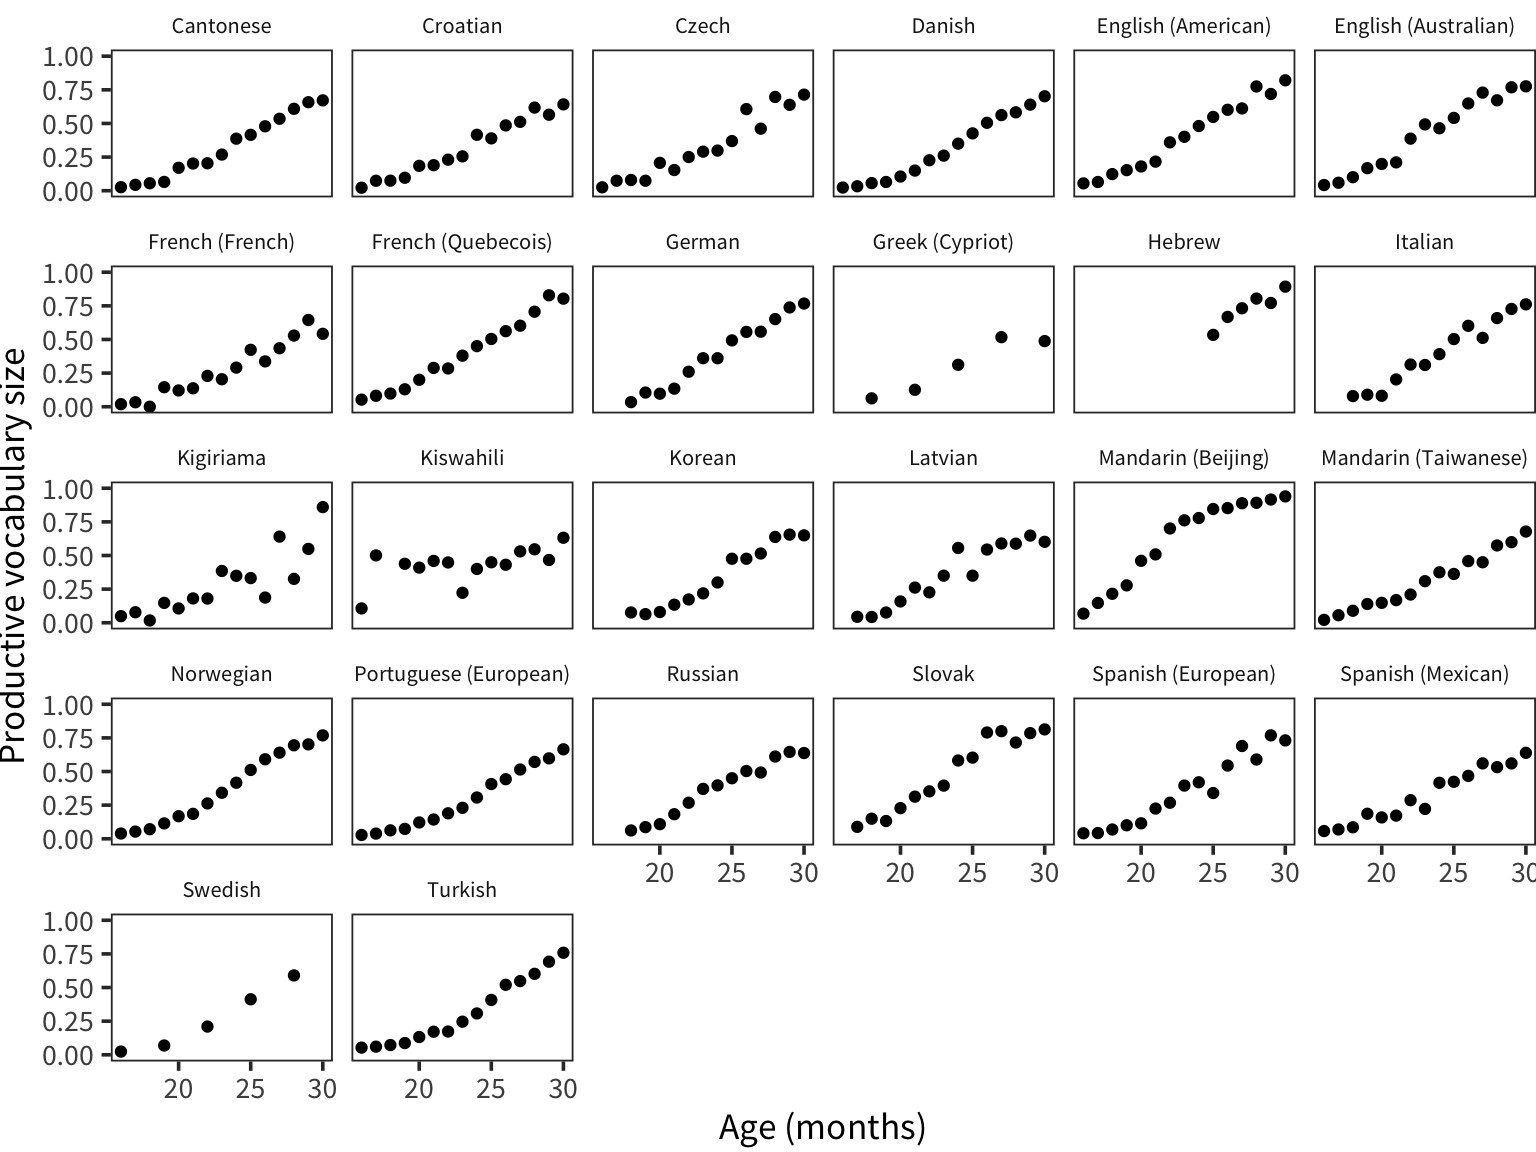 Cantonese Croatian Czech Danish English (American) English (Australian)
1.00
0.75
0.50
0.25
0.00
French (French) French (Quebecois) German Greek (Cypriot) Hebrew Italian
1.00
0.75
0.50
0.25
0.00
Kigiriama Kiswahili Korean Latvian Mandarin (Beijing) Mandarin (Taiwanese)
1.00
0.75
0.50
0.25
0.00
Norwegian Portuguese (European) Russian Slovak Spanish (European) Spanish (Mexican)
1.00
0.75
0.50
0.25
0.00
20 25 30 20 25 30 20 25 30 20 25 30
Swedish Turkish
1.00
0.75
0.50
0.25
0.00
20 25 30 20 25 30
Productive vocabulary size
Age (months)